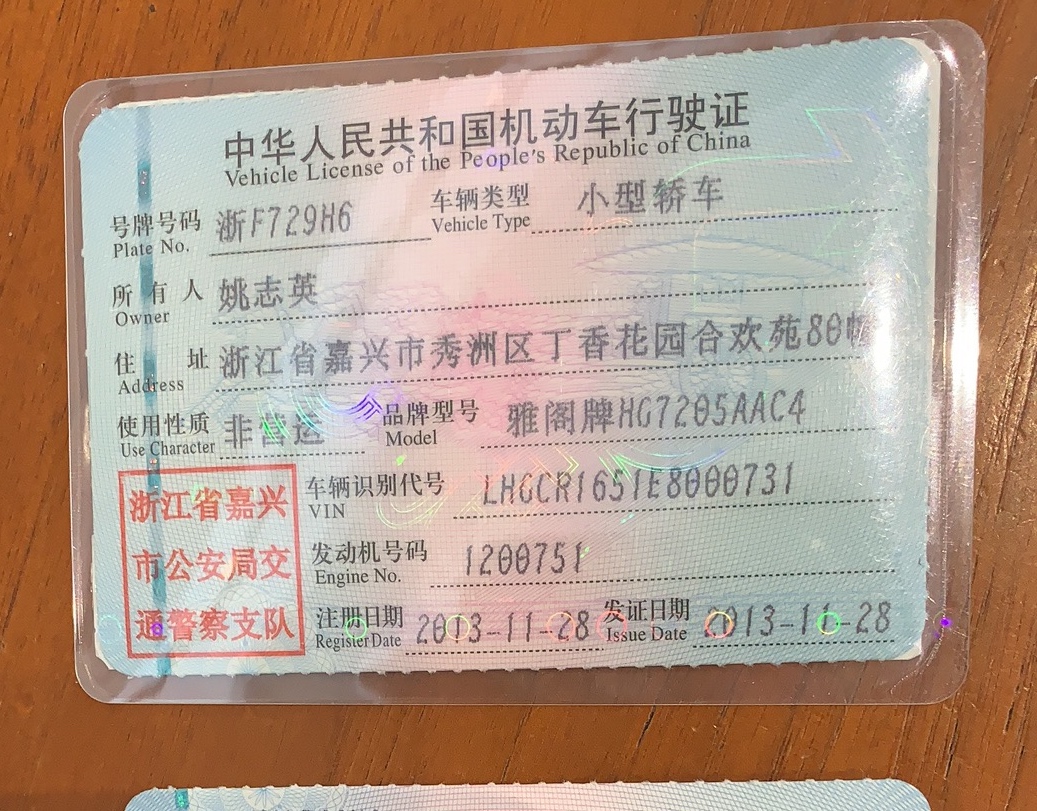 中华人民共和国机动车行驶证
Vehicle License of the People's Republic of China
号牌号码 浙F729H6 车辆类型 小型轿车
Plate No. Vehicle Type
所有人 姚志英
Owner
住址 浙江省嘉兴市秀洲区丁香花园合欢苑80幢
Address
使用性质 非营运 品牌型号 雅阁牌HG7205AAC4
Use Character Model
浙江省嘉兴 车辆识别代号 LHGCR1651E8000731
VIN
市公安局交 发动机号码 1200751
Engine No.
通警察支队 注册日期 2013-11-28 发证日期 2013-11-28
Register Date Issue Date